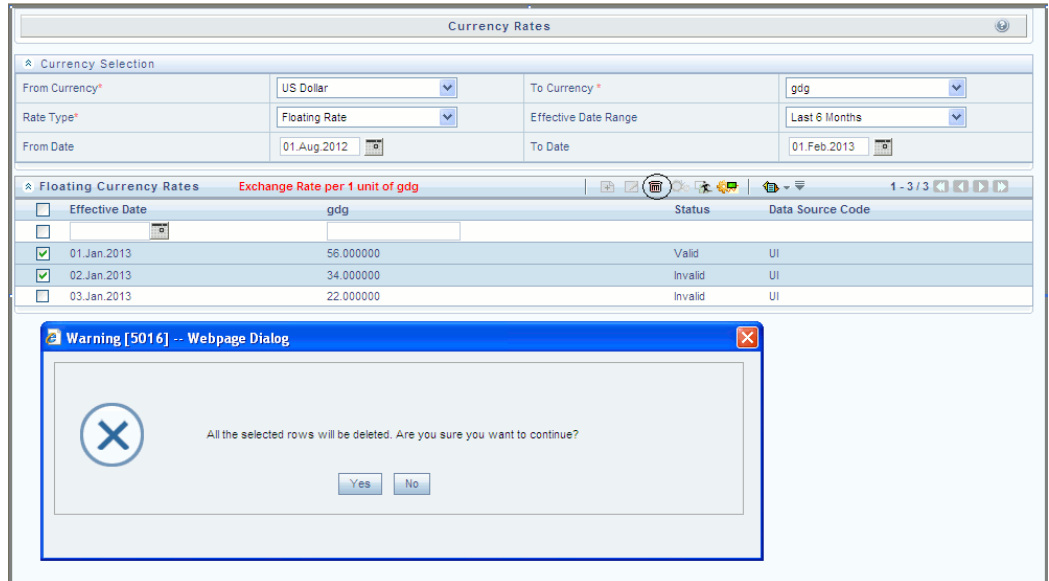 Currency Rates
Currency Selection
From Currency* US Dollar To Currency * gdg
Rate Type* Floating Rate Effective Date Range Last 6 Months
From Date 01.Aug.2012 To Date 01.Feb.2013
Floating Currency Rates Exchange Rate per 1 unit of gdg 1 - 3 / 3
Effective Date gdg Status Data Source Code
01.Jan.2013 56.000000 Valid UI
02.Jan.2013 34.000000 Invalid UI
03.Jan.2013 22.000000 Invalid UI
Warning [5016] -- Webpage Dialog
All the selected rows will be deleted. Are you sure you want to continue?
Yes No